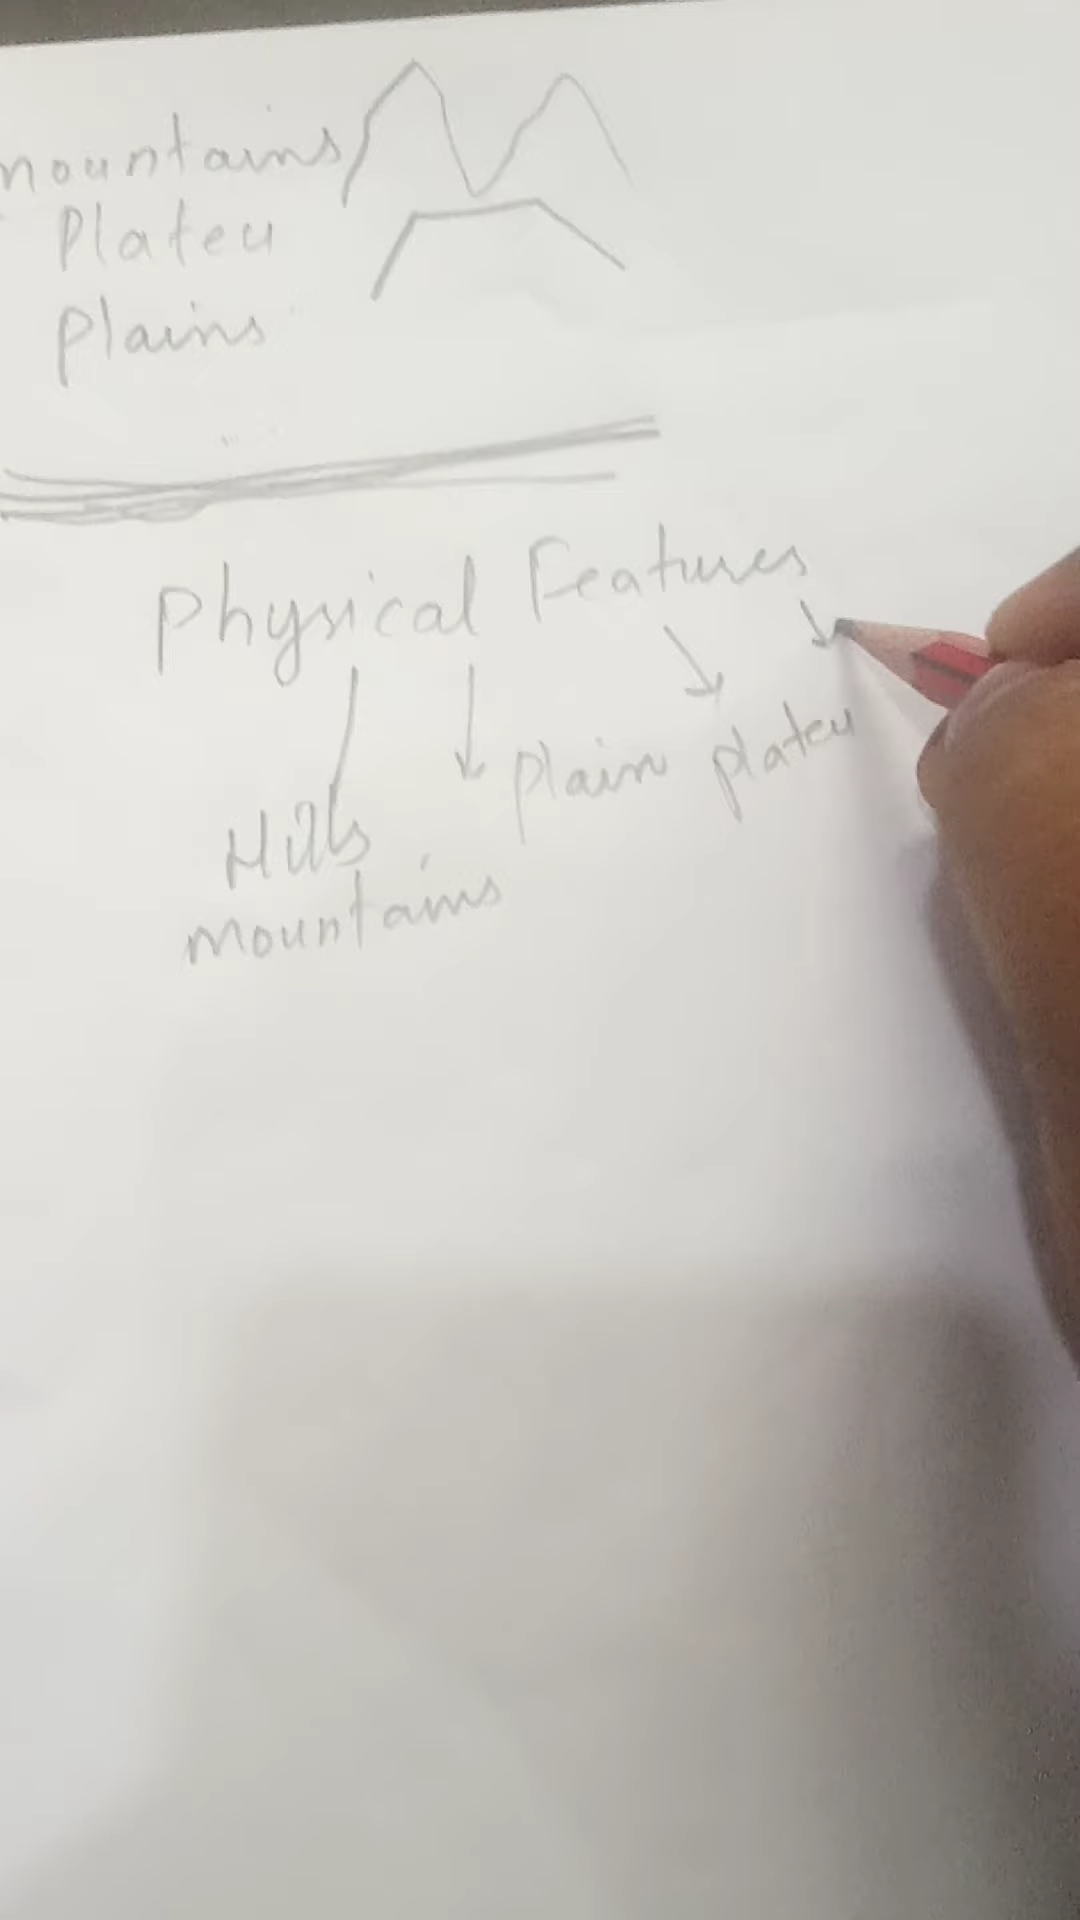 mountains
Plateu
Plains
Physical Features
plain plateu
Hills
mountains